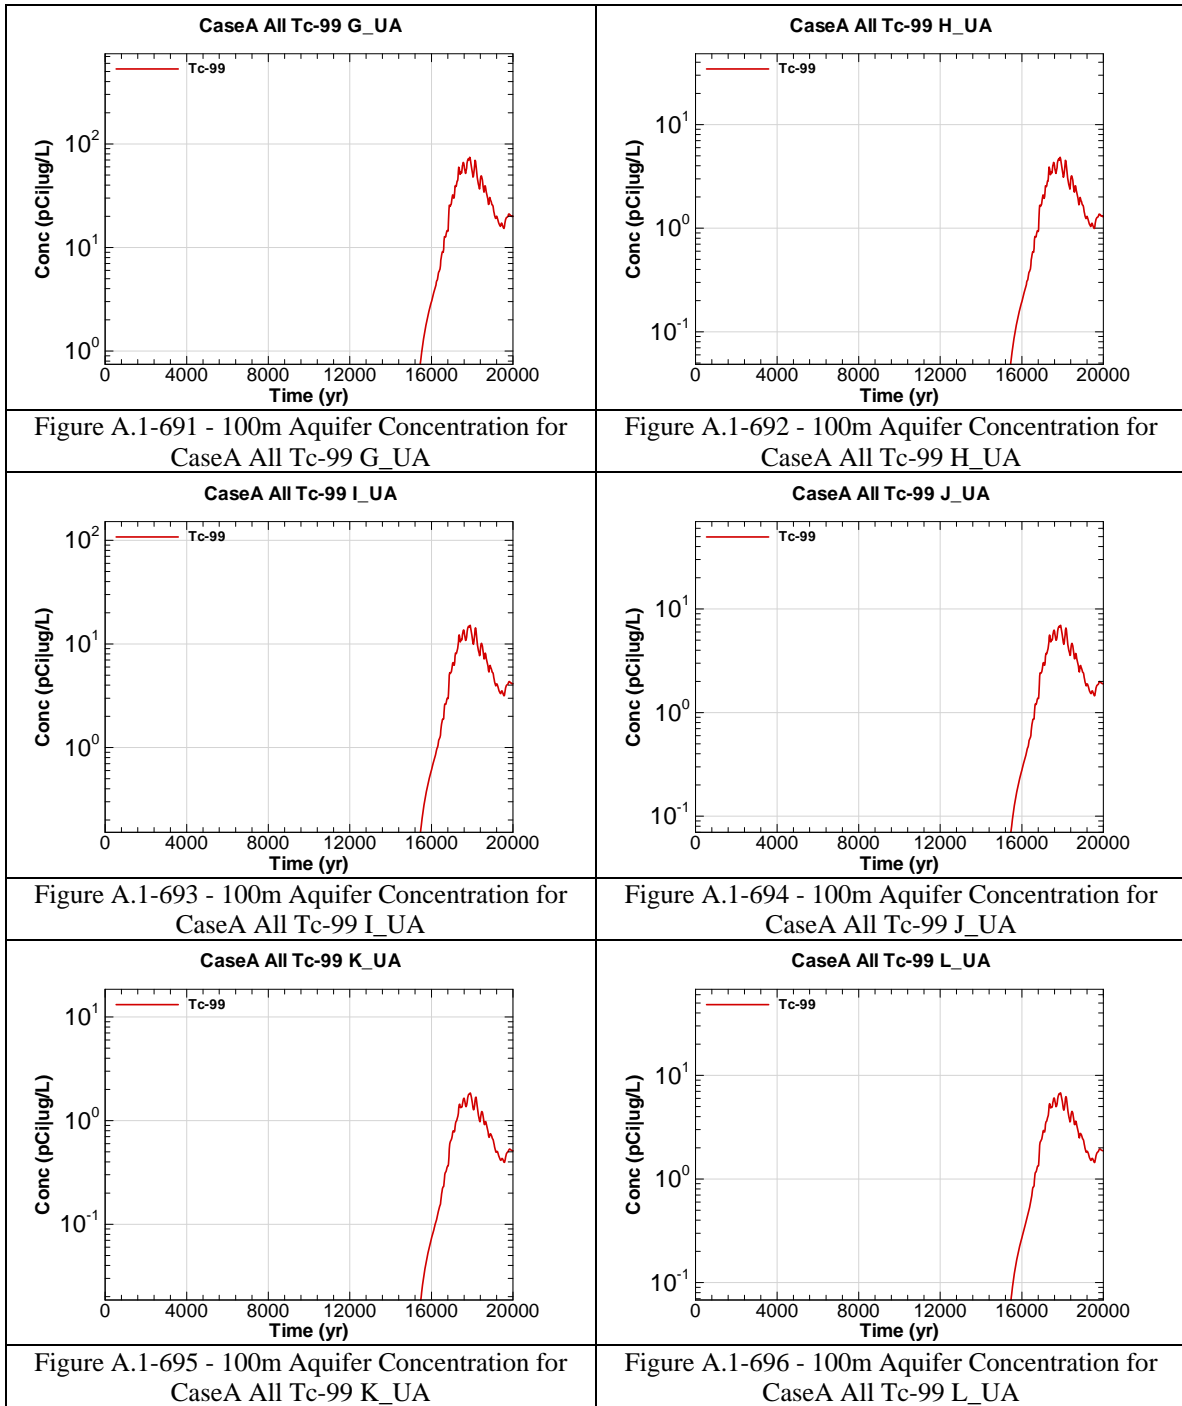 CaseA All Tc-99 G_UA
Tc-99
Conc (pCi|ug/L)
10^2
10^1
10^0
0 4000 8000 12000 16000 20000
Time (yr)
Figure A.1-691 - 100m Aquifer Concentration for
CaseA All Tc-99 G_UA
CaseA All Tc-99 H_UA
Tc-99
Conc (pCi|ug/L)
10^1
10^0
10^-1
0 4000 8000 12000 16000 20000
Time (yr)
Figure A.1-692 - 100m Aquifer Concentration for
CaseA All Tc-99 H_UA
CaseA All Tc-99 I_UA
Tc-99
Conc (pCi|ug/L)
10^2
10^1
10^0
0 4000 8000 12000 16000 20000
Time (yr)
Figure A.1-693 - 100m Aquifer Concentration for
CaseA All Tc-99 I_UA
CaseA All Tc-99 J_UA
Tc-99
Conc (pCi|ug/L)
10^1
10^0
10^-1
0 4000 8000 12000 16000 20000
Time (yr)
Figure A.1-694 - 100m Aquifer Concentration for
CaseA All Tc-99 J_UA
CaseA All Tc-99 K_UA
Tc-99
Conc (pCi|ug/L)
10^1
10^0
10^-1
0 4000 8000 12000 16000 20000
Time (yr)
Figure A.1-695 - 100m Aquifer Concentration for
CaseA All Tc-99 K_UA
CaseA All Tc-99 L_UA
Tc-99
Conc (pCi|ug/L)
10^1
10^0
10^-1
0 4000 8000 12000 16000 20000
Time (yr)
Figure A.1-696 - 100m Aquifer Concentration for
CaseA All Tc-99 L_UA